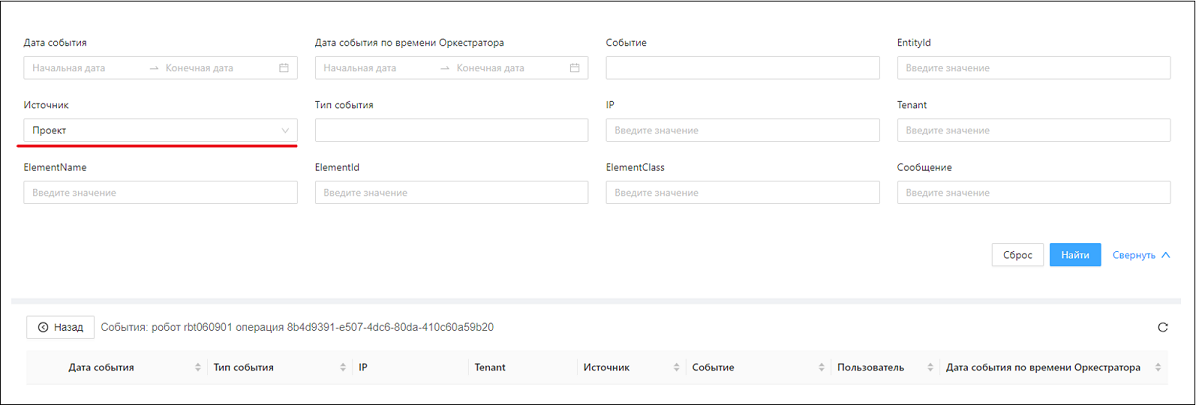 Дата события Дата события по времени Оркестратора Событие EntityId
Начальная дата → Конечная дата Начальная дата → Конечная дата Введите значение
Источник Тип события IP Tenant
Проект Введите значение Введите значение
ElementName ElementId ElementClass Сообщение
Введите значение Введите значение Введите значение Введите значение
Сброс Найти Свернуть
Назад События: робот rbt060901 операция 8b4d9391-e507-4dc6-80da-410c60a59b20
Дата события Тип события IP Tenant Источник Событие Пользователь Дата события по времени Оркестратора